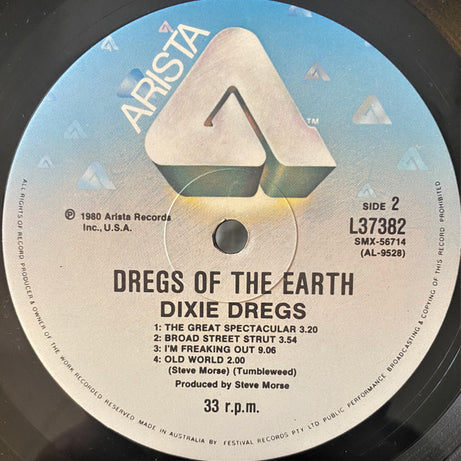 ARISTA
TM
SIDE 2
℗ 1980 Arista Records
Inc., U.S.A.
L37382
SMX-56714
(AL-9528)
DREGS OF THE EARTH
DIXIE DREGS
1: THE GREAT SPECTACULAR 3.20
2: BROAD STREET STRUT 3.54
3: I'M FREAKING OUT 9.06
4: OLD WORLD 2.00
(Steve Morse) (Tumbleweed)
Produced by Steve Morse
33 r.p.m.
ALL RIGHTS OF RECORD PRODUCER & OWNER OF THE WORK RECORDED RESERVED MADE IN AUSTRALIA BY FESTIVAL RECORDS PTY LTD PUBLIC PERFORMANCE BROADCASTING & COPYING OF THIS RECORD PROHIBITED